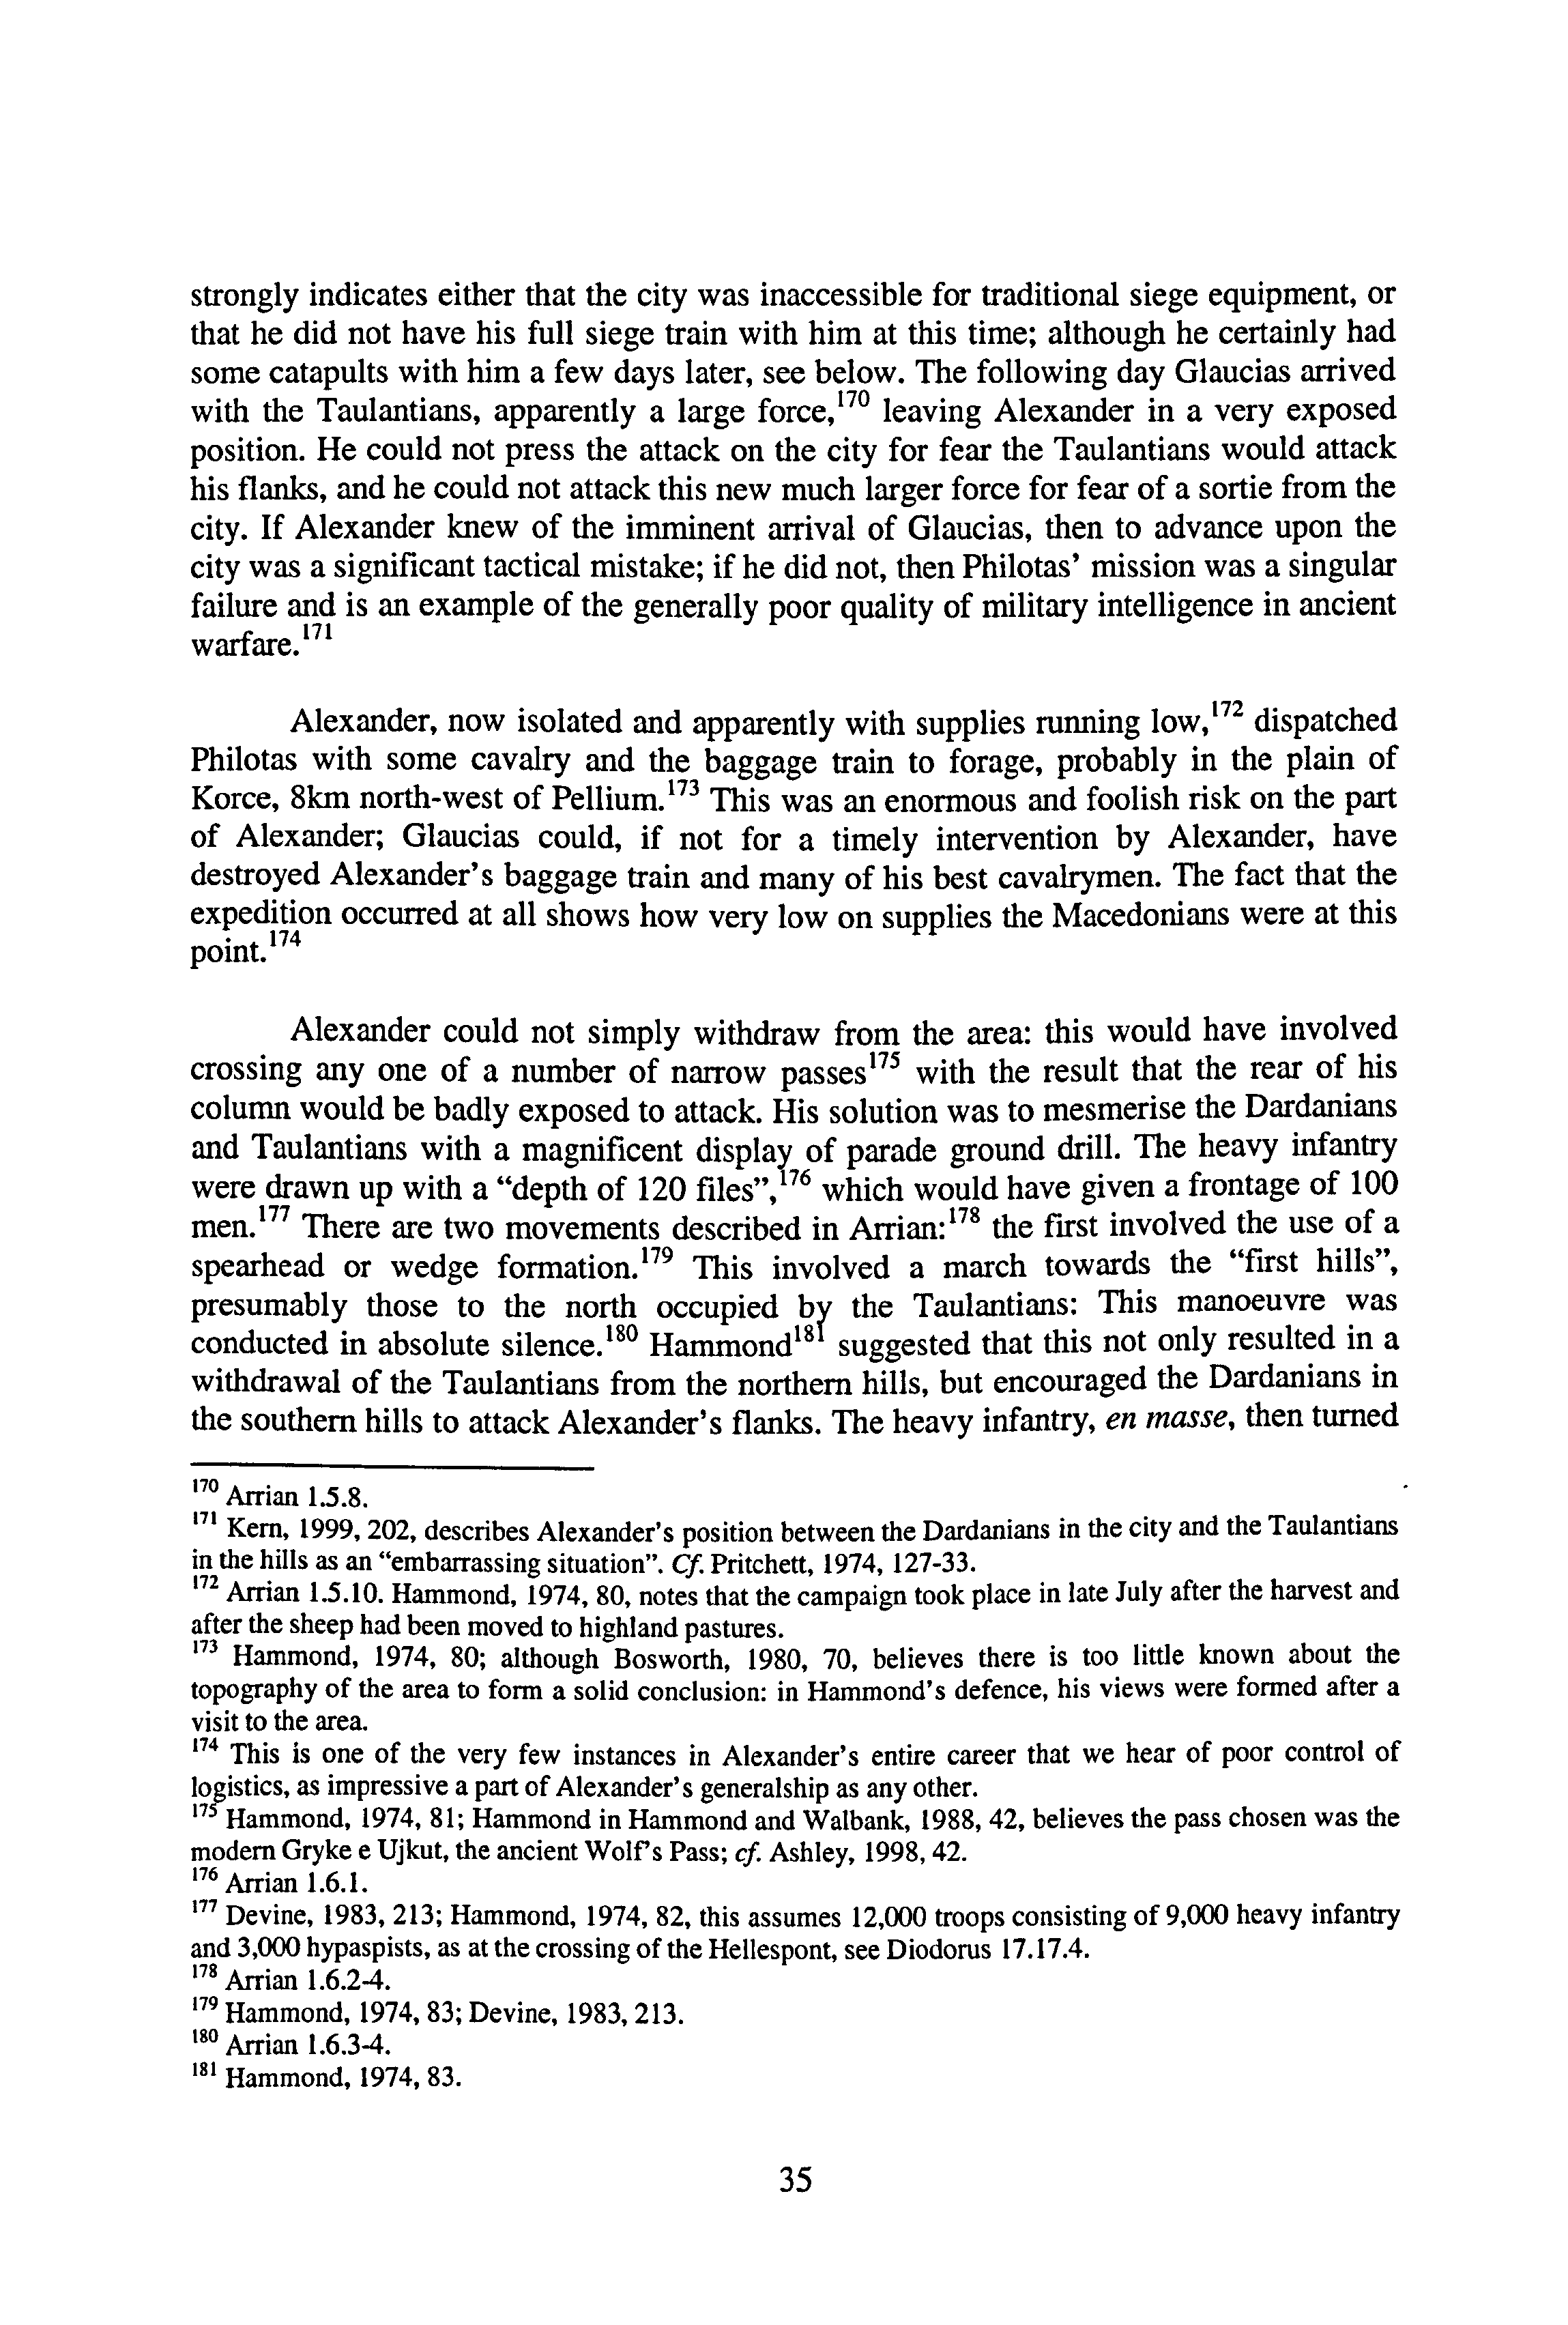 strongly indicates either that the city was inaccessible for traditional siege equipment, or
that he did not have his full siege train with him at this time; although he certainly had
some catapults with him a few days later, see below. The following day Glaucias arrived
with the Taulantians, apparently a large force,¹⁷⁰ leaving Alexander in a very exposed
position. He could not press the attack on the city for fear the Taulantians would attack
his flanks, and he could not attack this new much larger force for fear of a sortie from the
city. If Alexander knew of the imminent arrival of Glaucias, then to advance upon the
city was a significant tactical mistake; if he did not, then Philotas’ mission was a singular
failure and is an example of the generally poor quality of military intelligence in ancient
warfare.¹⁷¹
Alexander, now isolated and apparently with supplies running low,¹⁷² dispatched
Philotas with some cavalry and the baggage train to forage, probably in the plain of
Korce, 8km north-west of Pellium.¹⁷³ This was an enormous and foolish risk on the part
of Alexander; Glaucias could, if not for a timely intervention by Alexander, have
destroyed Alexander’s baggage train and many of his best cavalrymen. The fact that the
expedition occurred at all shows how very low on supplies the Macedonians were at this
point.¹⁷⁴
Alexander could not simply withdraw from the area: this would have involved
crossing any one of a number of narrow passes¹⁷⁵ with the result that the rear of his
column would be badly exposed to attack. His solution was to mesmerise the Dardanians
and Taulantians with a magnificent display of parade ground drill. The heavy infantry
were drawn up with a “depth of 120 files”,¹⁷⁶ which would have given a frontage of 100
men.¹⁷⁷ There are two movements described in Arrian:¹⁷⁸ the first involved the use of a
spearhead or wedge formation.¹⁷⁹ This involved a march towards the “first hills”,
presumably those to the north occupied by the Taulantians: This manoeuvre was
conducted in absolute silence.¹⁸⁰ Hammond¹⁸¹ suggested that this not only resulted in a
withdrawal of the Taulantians from the northern hills, but encouraged the Dardanians in
the southern hills to attack Alexander’s flanks. The heavy infantry, en masse, then turned
¹⁷⁰ Arrian 1.5.8.
¹⁷¹ Kern, 1999, 202, describes Alexander’s position between the Dardanians in the city and the Taulantians
in the hills as an “embarrassing situation”. Cf. Pritchett, 1974, 127-33.
¹⁷² Arrian 1.5.10. Hammond, 1974, 80, notes that the campaign took place in late July after the harvest and
after the sheep had been moved to highland pastures.
¹⁷³ Hammond, 1974, 80; although Bosworth, 1980, 70, believes there is too little known about the
topography of the area to form a solid conclusion: in Hammond’s defence, his views were formed after a
visit to the area.
¹⁷⁴ This is one of the very few instances in Alexander’s entire career that we hear of poor control of
logistics, as impressive a part of Alexander’s generalship as any other.
¹⁷⁵ Hammond, 1974, 81; Hammond in Hammond and Walbank, 1988, 42, believes the pass chosen was the
modern Gryke e Ujkut, the ancient Wolf’s Pass; cf. Ashley, 1998, 42.
¹⁷⁶ Arrian 1.6.1.
¹⁷⁷ Devine, 1983, 213; Hammond, 1974, 82, this assumes 12,000 troops consisting of 9,000 heavy infantry
and 3,000 hypaspists, as at the crossing of the Hellespont, see Diodorus 17.17.4.
¹⁷⁸ Arrian 1.6.2-4.
¹⁷⁹ Hammond, 1974, 83; Devine, 1983, 213.
¹⁸⁰ Arrian 1.6.3-4.
¹⁸¹ Hammond, 1974, 83.
35